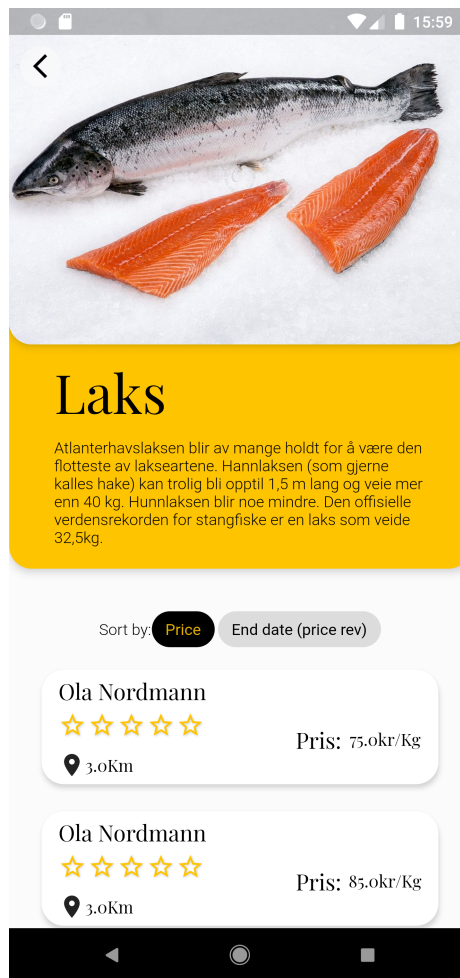 15:59
Laks
Atlanterhavslaksen blir av mange holdt for å være den
flotteste av lakseartene. Hannlaksen (som gjerne
kalles hake) kan trolig bli opptil 1,5 m lang og veie mer
enn 40 kg. Hunnlaksen blir noe mindre. Den offisielle
verdensrekorden for stangfiske er en laks som veide
32,5kg.
Sort by: Price End date (price rev)
Ola Nordmann
Pris: 75.0kr/Kg
3.0Km
Ola Nordmann
Pris: 85.0kr/Kg
3.0Km